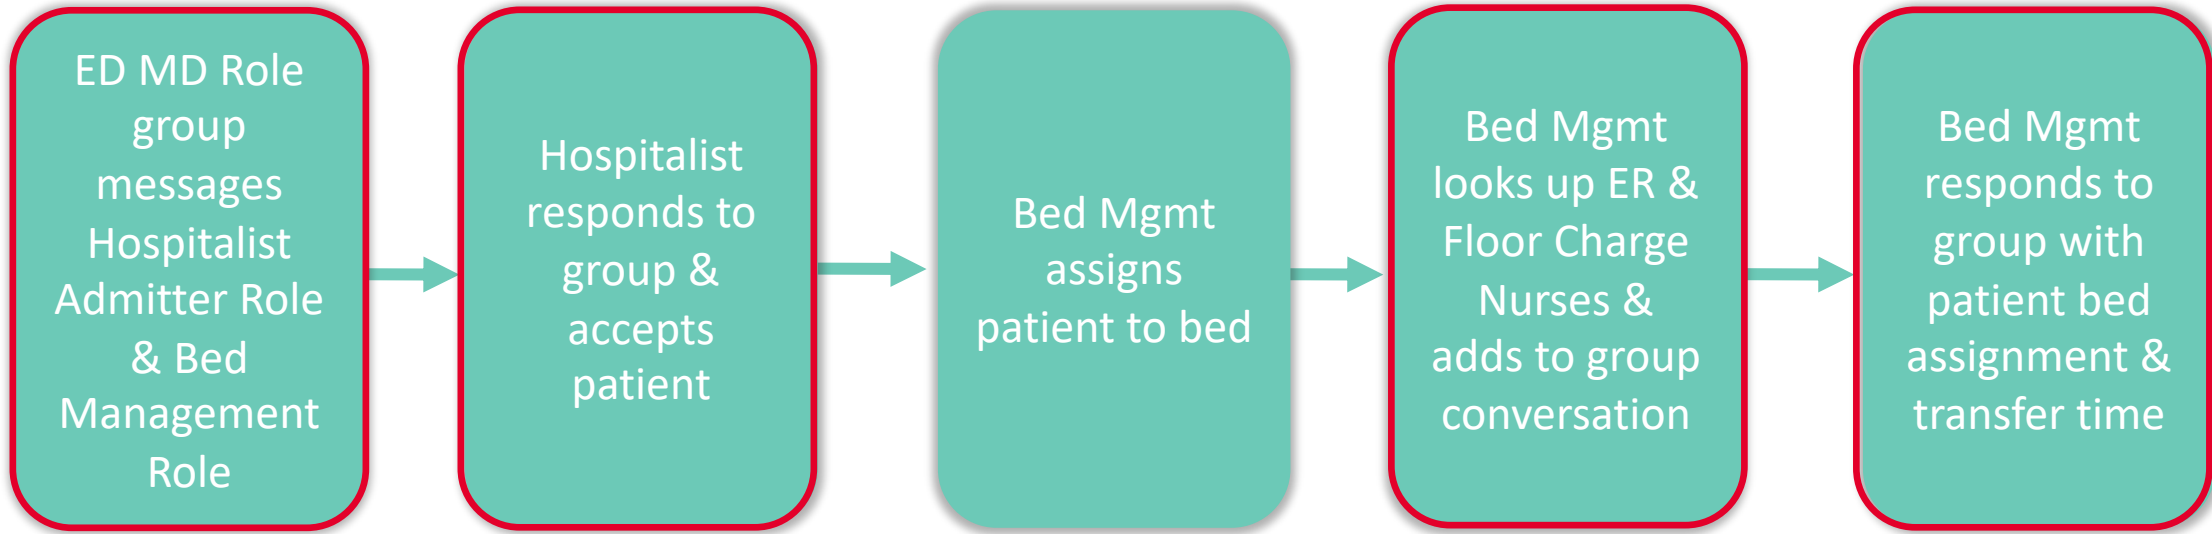 ED MD Role
group
messages
Hospitalist
Admitter Role
& Bed
Management
Role
Hospitalist
responds to
group &
accepts
patient
Bed Mgmt
assigns
patient to bed
Bed Mgmt
looks up ER &
Floor Charge
Nurses &
adds to group
conversation
Bed Mgmt
responds to
group with
patient bed
assignment &
transfer time